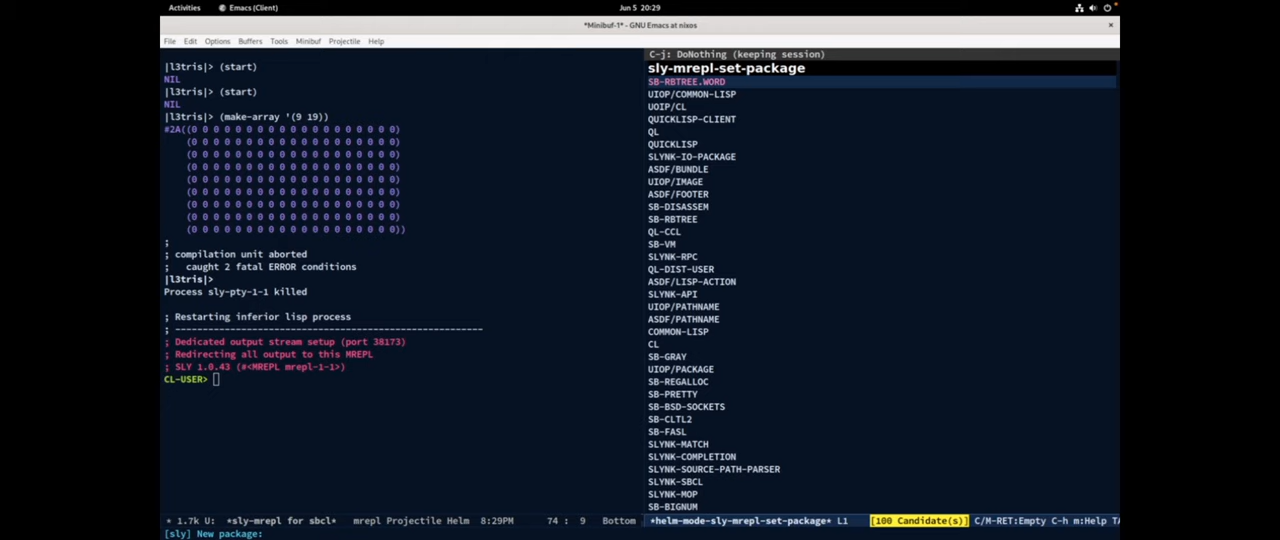 Activities Emacs (Client) Jun 5 20:29
*Minibuf-1* - GNU Emacs at nixos ×
File Edit Options Buffers Tools Minibuf Projectile Help
|l3tris|> (start)
NIL
|l3tris|> (start)
NIL
|l3tris|> (make-array '(9 19))
#2A((0 0 0 0 0 0 0 0 0 0 0 0 0 0 0 0 0 0 0)
(0 0 0 0 0 0 0 0 0 0 0 0 0 0 0 0 0 0 0)
(0 0 0 0 0 0 0 0 0 0 0 0 0 0 0 0 0 0 0)
(0 0 0 0 0 0 0 0 0 0 0 0 0 0 0 0 0 0 0)
(0 0 0 0 0 0 0 0 0 0 0 0 0 0 0 0 0 0 0)
(0 0 0 0 0 0 0 0 0 0 0 0 0 0 0 0 0 0 0)
(0 0 0 0 0 0 0 0 0 0 0 0 0 0 0 0 0 0 0)
(0 0 0 0 0 0 0 0 0 0 0 0 0 0 0 0 0 0 0)
(0 0 0 0 0 0 0 0 0 0 0 0 0 0 0 0 0 0 0))
;
; compilation unit aborted
;   caught 2 fatal ERROR conditions
|l3tris|>
Process sly-pty-1-1 killed
; Restarting inferior lisp process
; --------------------------------------------------------
; Dedicated output stream setup (port 38173)
; Redirecting all output to this MREPL
; SLY 1.0.43 (#<MREPL mrepl-1-1>)
CL-USER>
* 1.7k U: *sly-mrepl for sbcl* mrepl Projectile Helm 8:29PM 74 : 9 Bottom
C-j: DoNothing (keeping session)
sly-mrepl-set-package
SB-RBTREE.WORD
UIOP/COMMON-LISP
UOIP/CL
QUICKLISP-CLIENT
QL
QUICKLISP
SLYNK-IO-PACKAGE
ASDF/BUNDLE
UIOP/IMAGE
ASDF/FOOTER
SB-DISASSEM
SB-RBTREE
QL-CCL
SB-VM
SLYNK-RPC
QL-DIST-USER
ASDF/LISP-ACTION
SLYNK-API
UIOP/PATHNAME
ASDF/PATHNAME
COMMON-LISP
CL
SB-GRAY
UIOP/PACKAGE
SB-REGALLOC
SB-PRETTY
SB-BSD-SOCKETS
SB-CLTL2
SB-FASL
SLYNK-MATCH
SLYNK-COMPLETION
SLYNK-SOURCE-PATH-PARSER
SLYNK-SBCL
SLYNK-MOP
SB-BIGNUM
*helm-mode-sly-mrepl-set-package* L1 [100 Candidate(s)] C/M-RET:Empty C-h m:Help TA
[sly] New package: